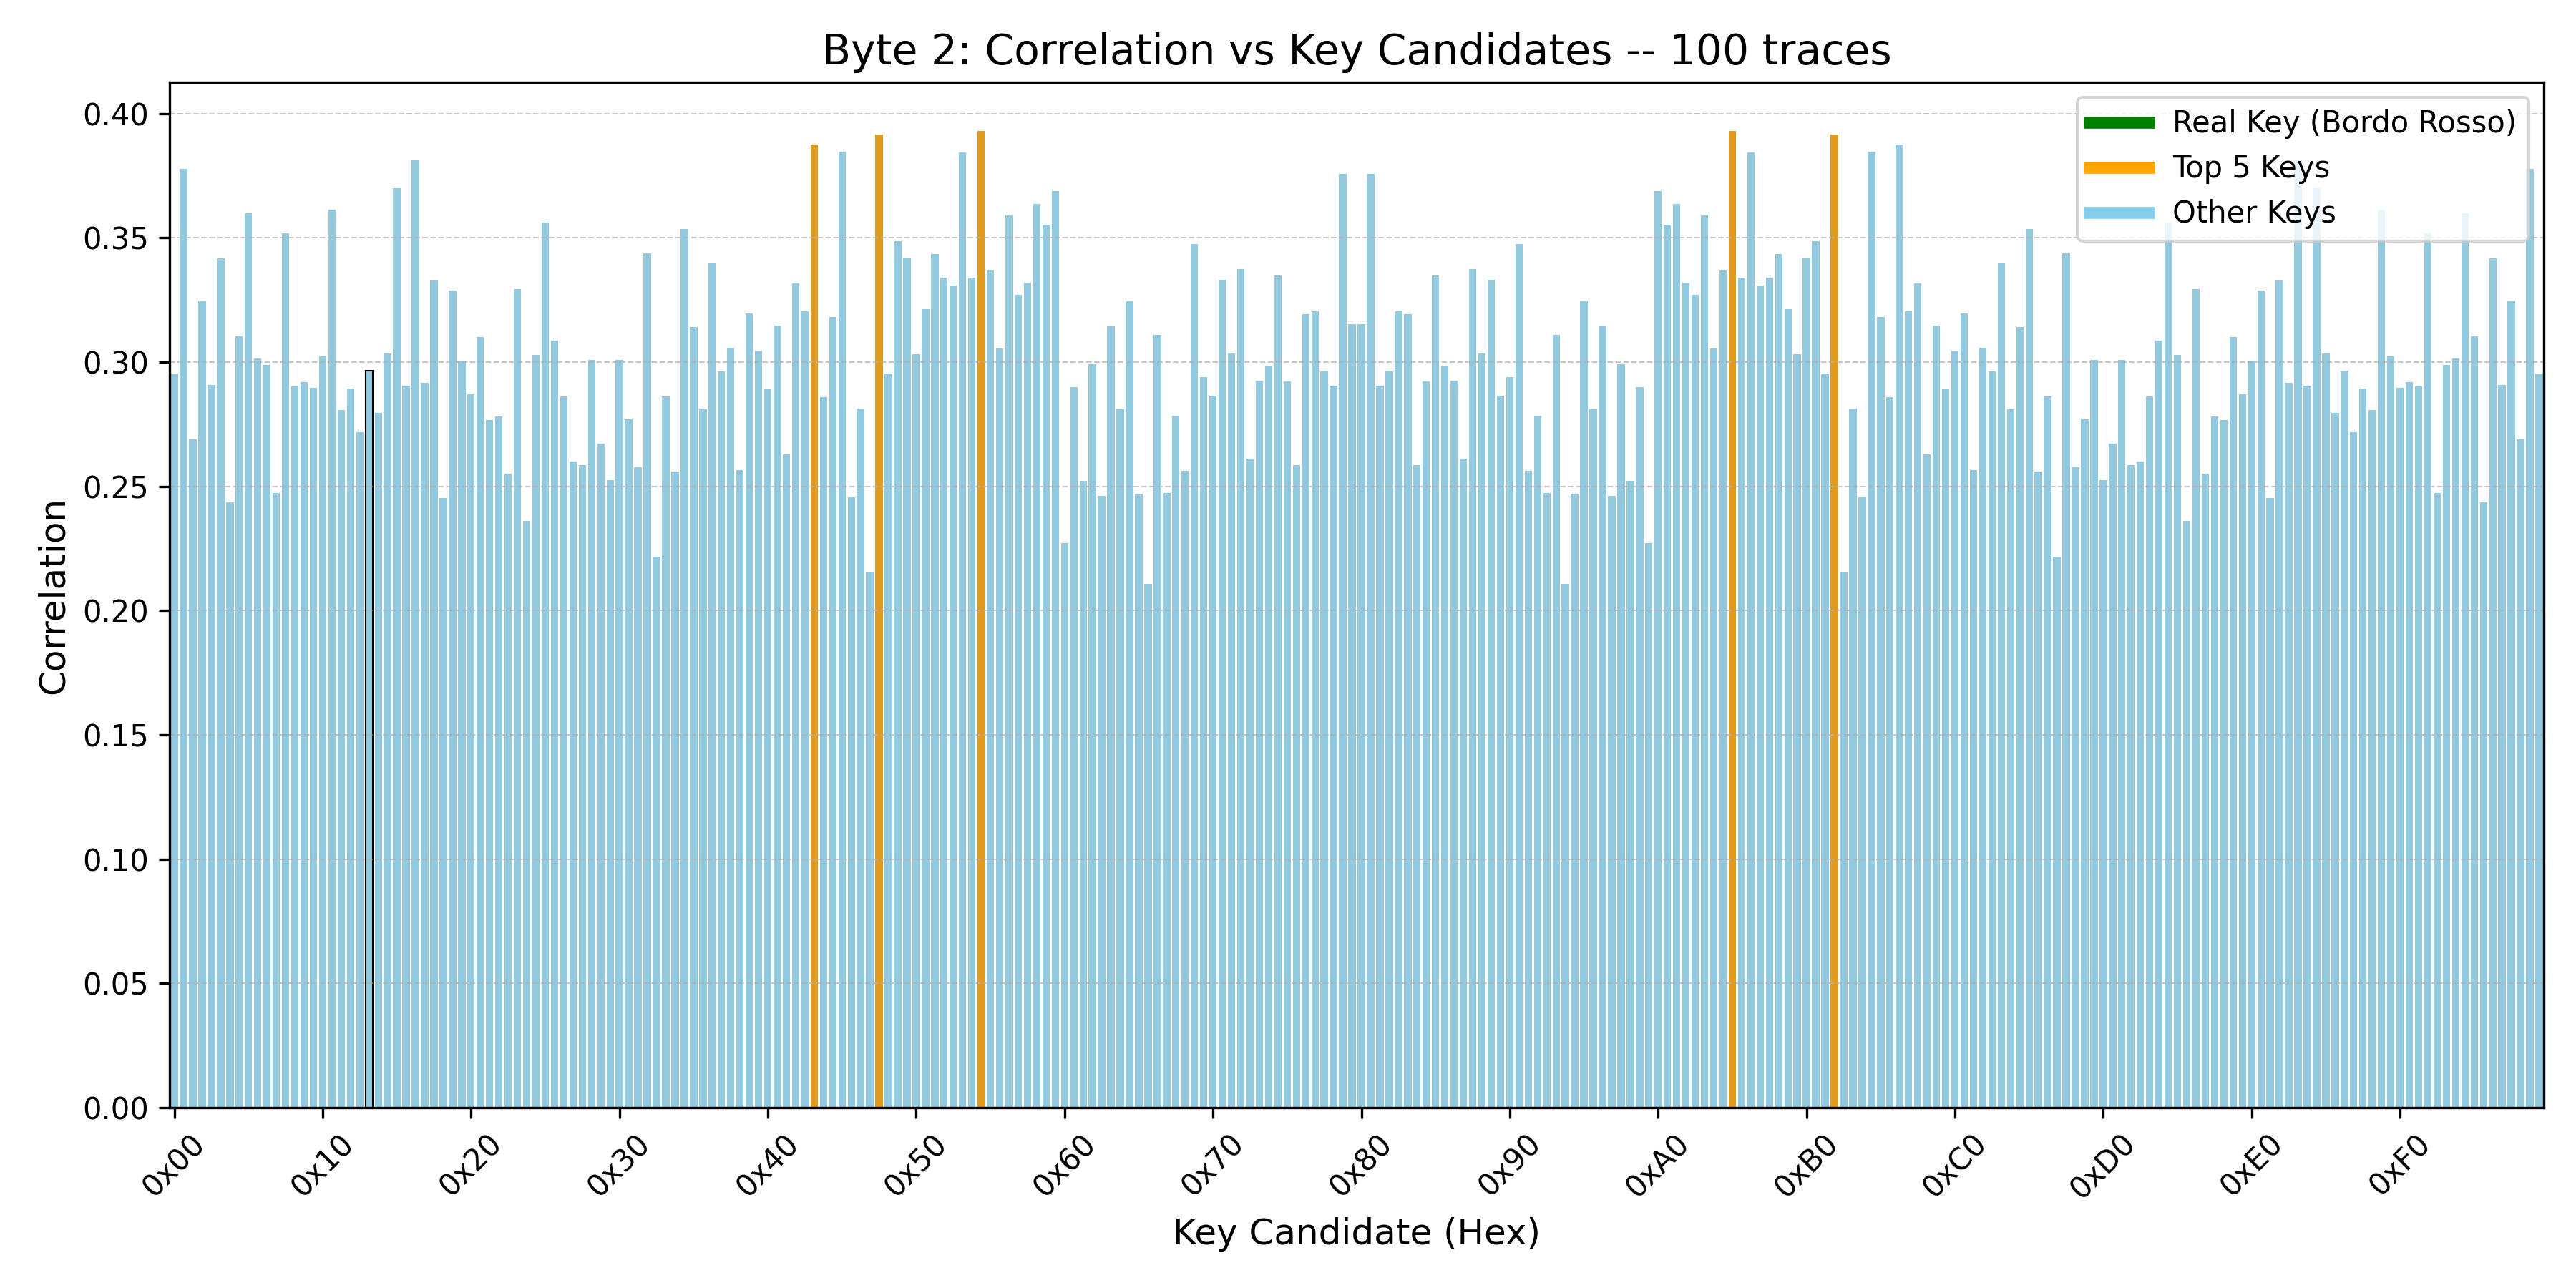 Byte 2: Correlation vs Key Candidates -- 100 traces
Real Key (Bordo Rosso)
Top 5 Keys
Other Keys
Correlation
0.40
0.35
0.30
0.25
0.20
0.15
0.10
0.05
0.00
0x00 0x10 0x20 0x30 0x40 0x50 0x60 0x70 0x80 0x90 0xA0 0xB0 0xC0 0xD0 0xE0 0xF0
Key Candidate (Hex)